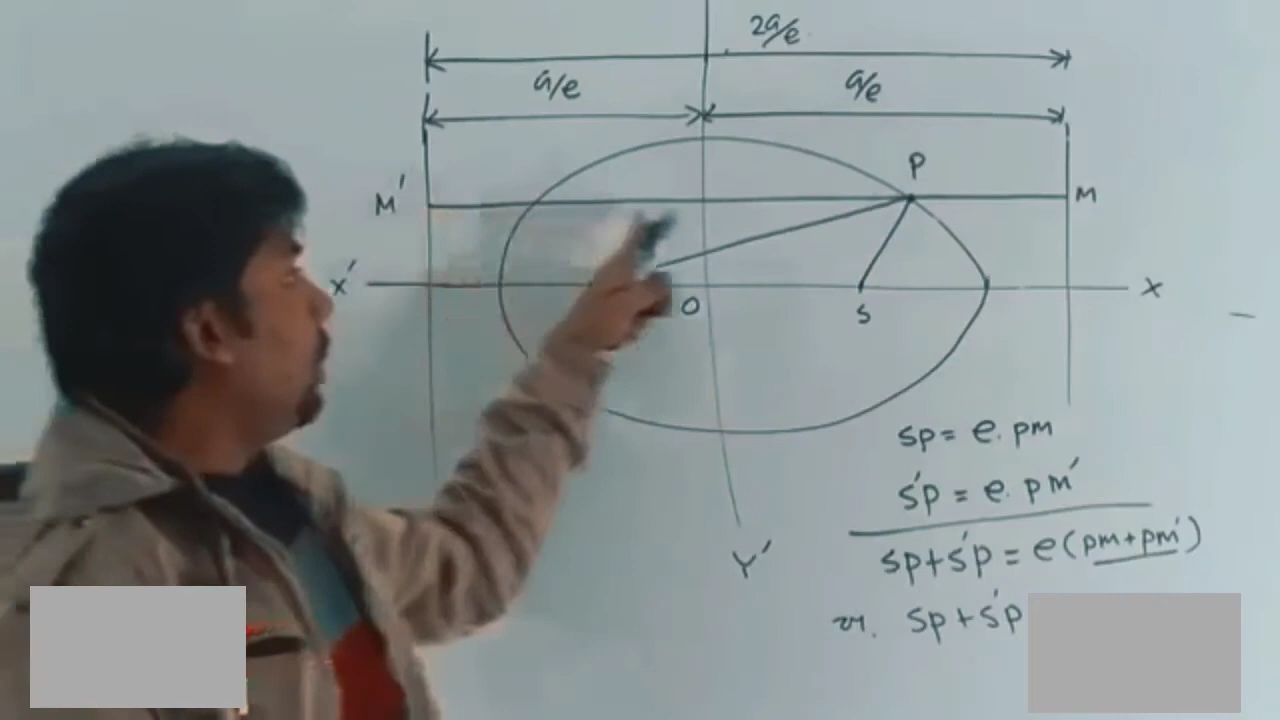 2a/e
a/e
a/e
P
M'
M
X'
O
S
X
sp = e. pm
s'p = e. pm'
Y'
sp+s'p = e(pm+pm')
sp+s'p